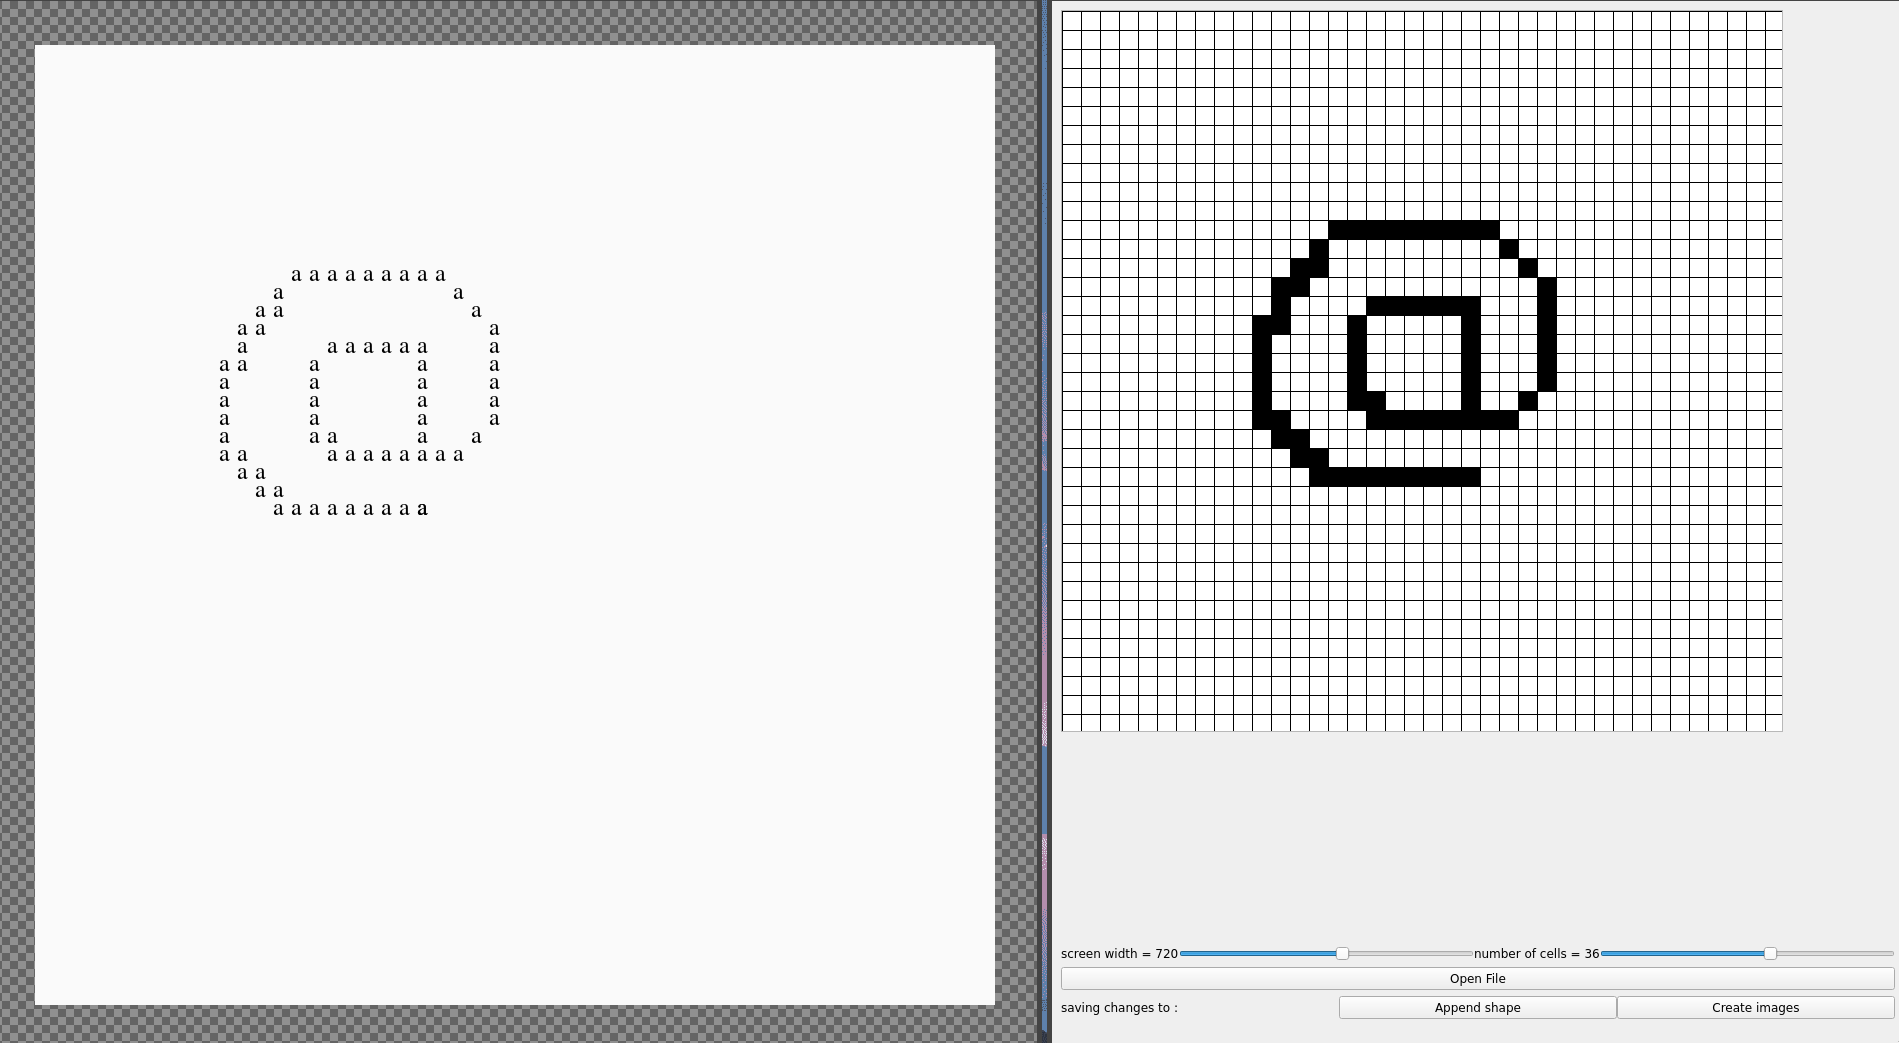 a a a a a a a a a
a a
a a a
a a a
a a a a a a a a
a a a a a
a a a a
a a a a
a a a a
a a a a a
a a a a a a a a a a
a a
a a
a a a a a a a a a
screen width = 720 number of cells = 36
Open File
saving changes to : Append shape Create images